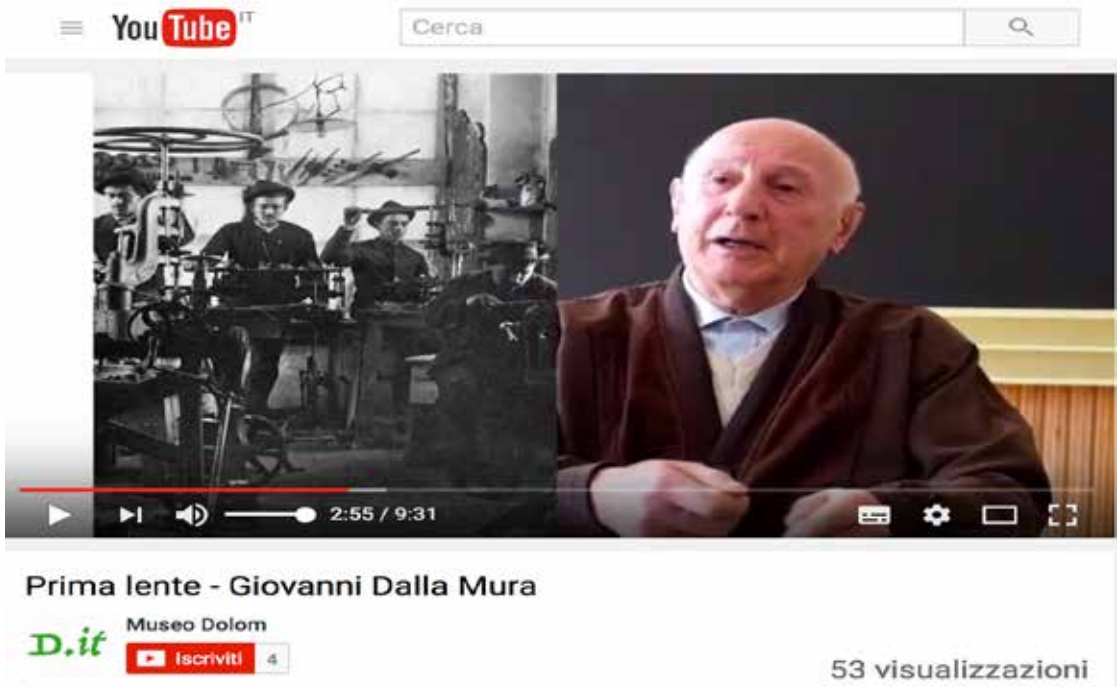 YouTube IT
Cerca
2:55 / 9:31
Prima lente - Giovanni Dalla Mura
D.it
Museo Dolom
Iscriviti 4
53 visualizzazioni